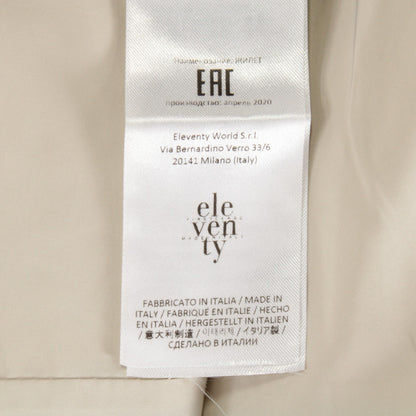 Наименование: ЖИЛЕТ
EAC
производство: апрель 2020
Eleventy World S.r.l.
Via Bernardino Verro 33/6
20141 Milano (Italy)
ele
ven
ty
FABBRICATO IN ITALIA / MADE IN
ITALY / FABRIQUÉ EN ITALIE / HECHO
EN ITALIA / HERGESTELLT IN ITALIEN
/ 意大利制造 / 이태리제 / イタリア製 /
СДЕЛАНО В ИТАЛИИ